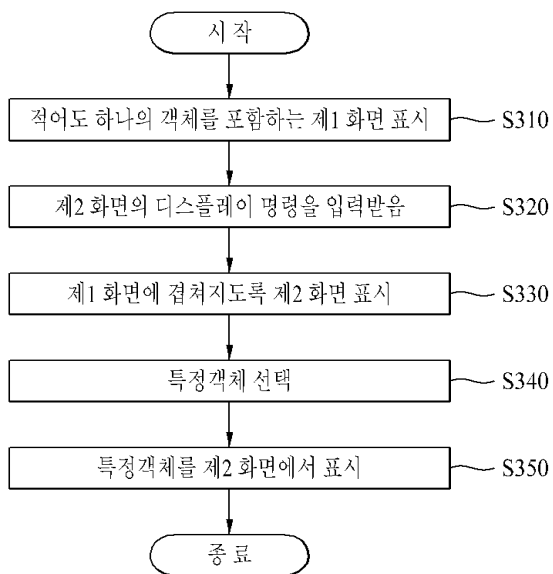 시 작
적어도 하나의 객체를 포함하는 제1 화면 표시
S310
제2 화면의 디스플레이 명령을 입력받음
S320
제1 화면에 겹쳐지도록 제2 화면 표시
S330
특정객체 선택
S340
특정객체를 제2 화면에서 표시
S350
종 료